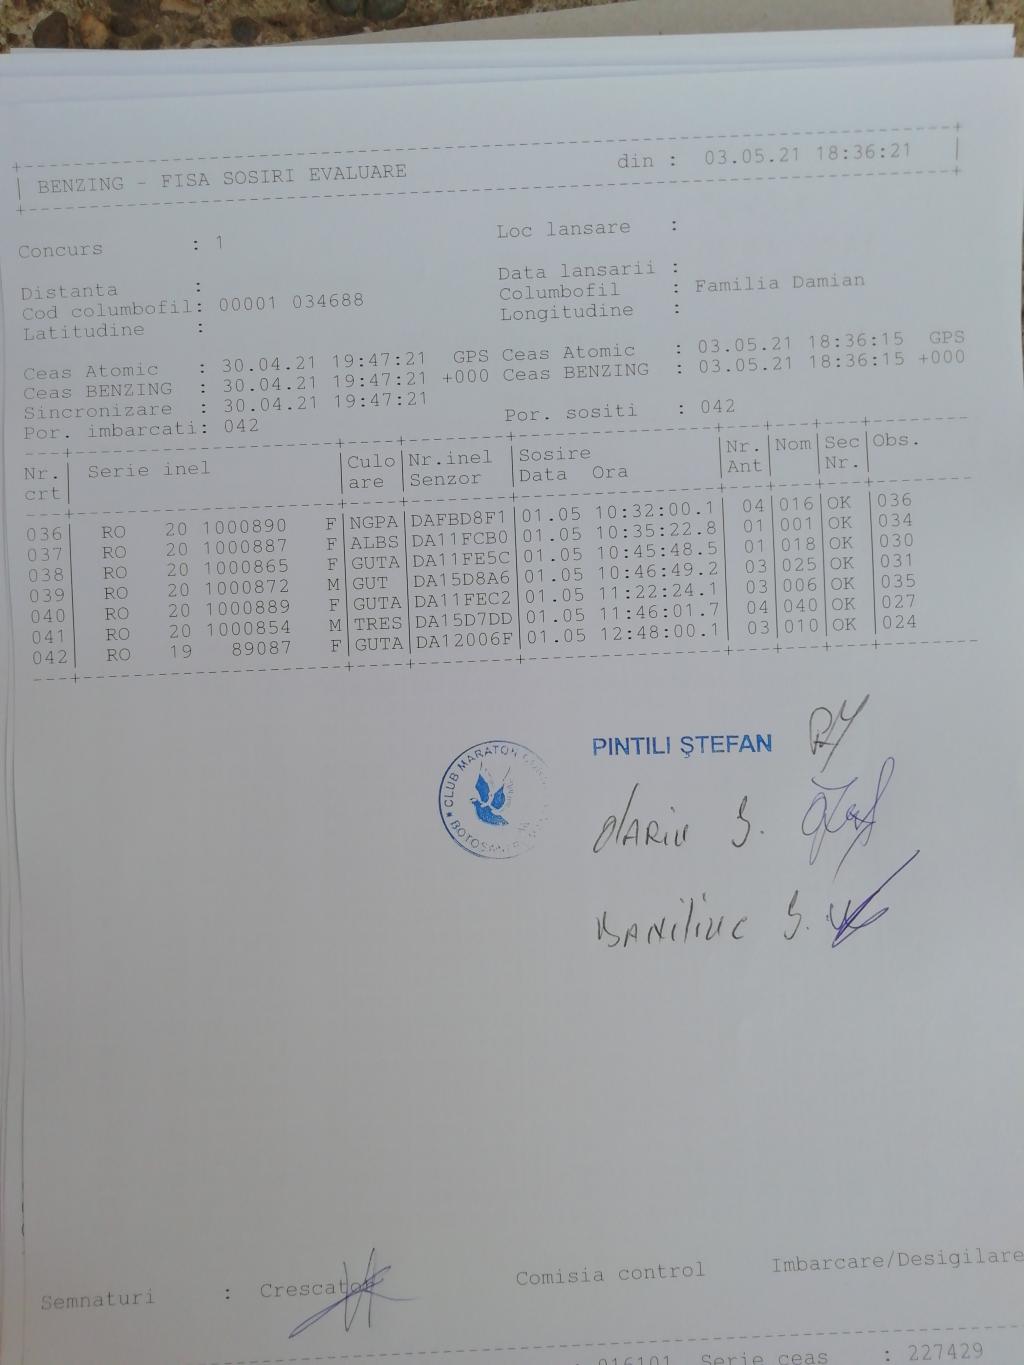 BENZING - FISA SOSIRI EVALUARE din : 03.05.21 18:36:21
Concurs : 1 Loc lansare :
Distanta : Data lansarii :
Cod columbofil: 00001 034688 Columbofil : Familia Damian
Latitudine : Longitudine :
Ceas Atomic : 30.04.21 19:47:21 GPS Ceas Atomic : 03.05.21 18:36:15 GPS
Ceas BENZING : 30.04.21 19:47:21 +000 Ceas BENZING : 03.05.21 18:36:15 +000
Sincronizare : 30.04.21 19:47:21
Por. imbarcati: 042 Por. sositi : 042
Nr. Serie inel Culo Nr.inel Sosire Nr. Nom Sec Obs.
crt are Senzor Data Ora Ant Nr.
036 RO 20 1000890 F NGPA DAFBD8F1 01.05 10:32:00.1 04 016 OK 036
037 RO 20 1000887 F ALBS DA11FCB0 01.05 10:35:22.8 01 001 OK 034
038 RO 20 1000865 F GUTA DA11FE5C 01.05 10:45:48.5 01 018 OK 030
039 RO 20 1000872 M GUT DA15D8A6 01.05 10:46:49.2 03 025 OK 031
040 RO 20 1000889 F GUTA DA11FEC2 01.05 11:22:24.1 03 006 OK 035
041 RO 20 1000854 M TRES DA15D7DD 01.05 11:46:01.7 04 040 OK 027
042 RO 19 89087 F GUTA DA12006F 01.05 12:48:00.1 03 010 OK 024
PINTILI ŞTEFAN
CLUB MARATON
BOTOSANI
S.
S.
Semnaturi : Crescator Comisia control Imbarcare/Desigilare
016101 Serie ceas : 227429